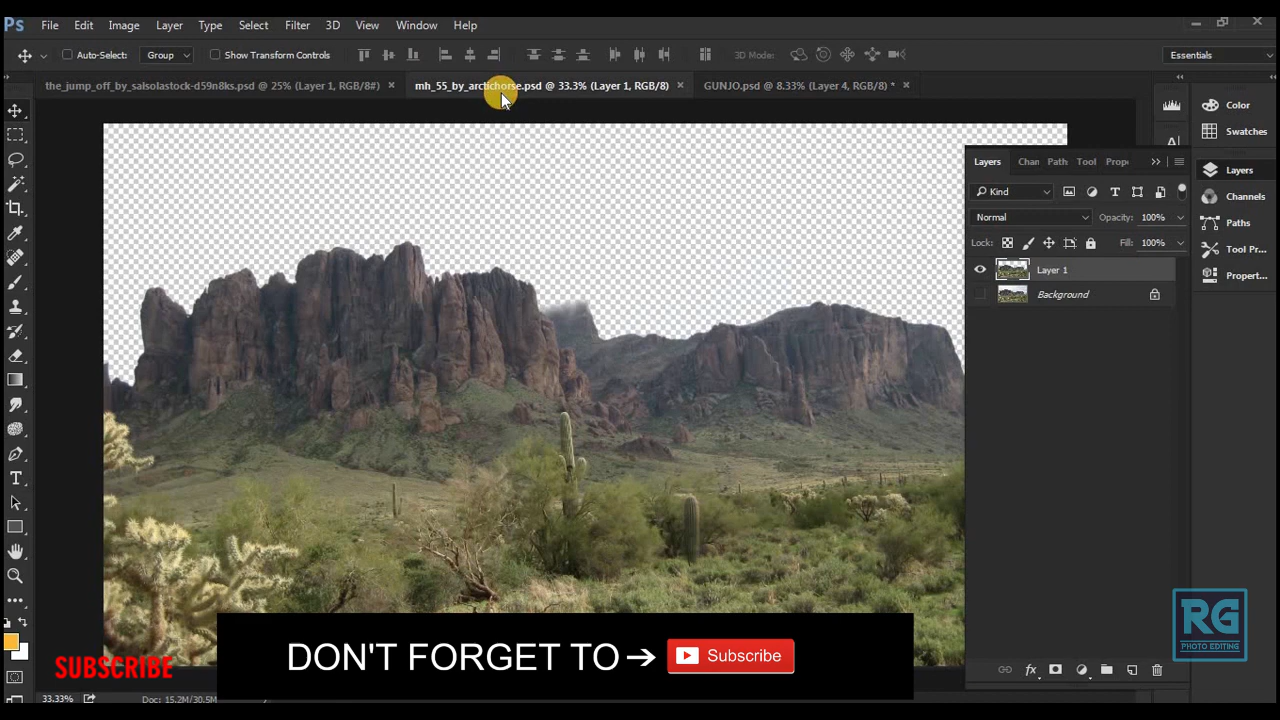 Ps File Edit Image Layer Type Select Filter 3D View Window Help
Auto-Select: Group Show Transform Controls 3D Mode: Essentials
the_jump_off_by_salsolastock-d59n8ks.psd @ 25% (Layer 1, RGB/8#) × mh_55_by_arctichorse.psd @ 33.3% (Layer 1, RGB/8) × GUNJO.psd @ 8.33% (Layer 4, RGB/8) * ×
Color
Swatches
Layers Chan Paths Tool Prope
Layers
Kind
Channels
Normal Opacity: 100%
Paths
Lock: Fill: 100%
Tool Pr...
Layer 1
Propert...
Background
RG
PHOTO EDITING
DON'T FORGET TO → Subscribe
SUBSCRIBE
33.33% Doc: 15.2M/30.5M